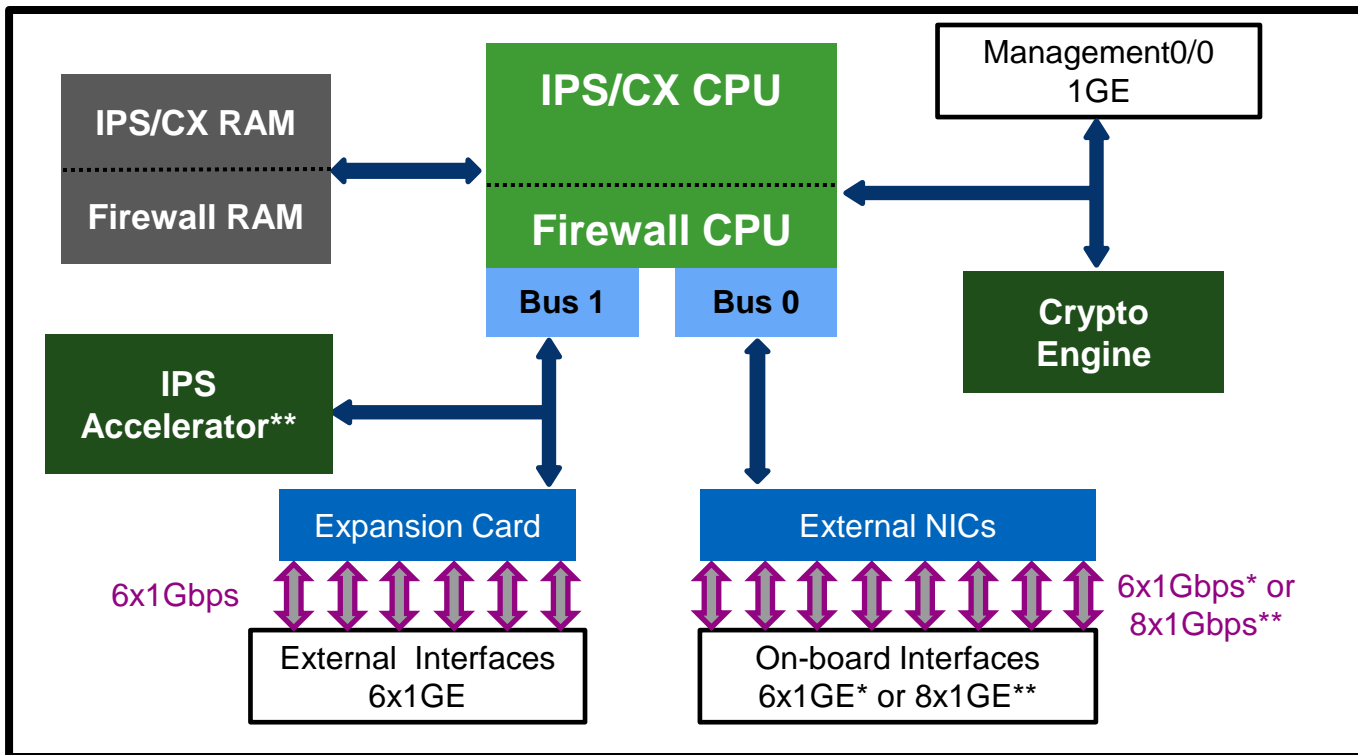 IPS/CX CPU
Management0/0
1GE
IPS/CX RAM
Firewall RAM
Firewall CPU
Bus 1
Bus 0
Crypto
Engine
IPS
Accelerator**
Expansion Card
External NICs
6x1Gbps
6x1Gbps* or
8x1Gbps**
External Interfaces
6x1GE
On-board Interfaces
6x1GE* or 8x1GE**